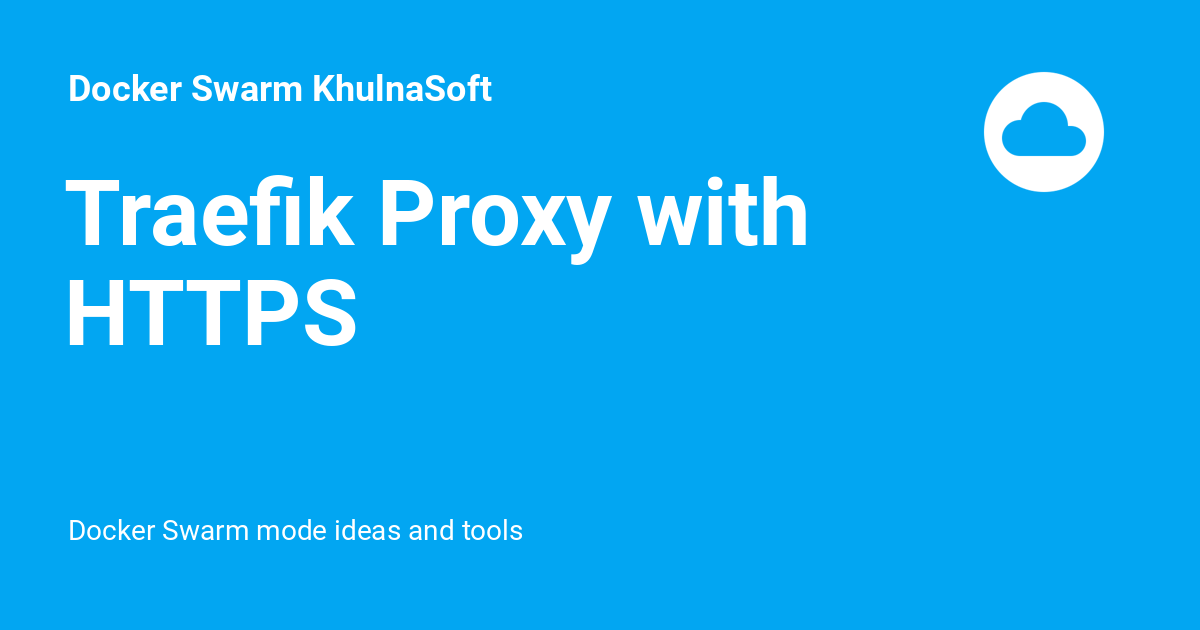 Docker Swarm KhulnaSoft
Traefik Proxy with
HTTPS
Docker Swarm mode ideas and tools